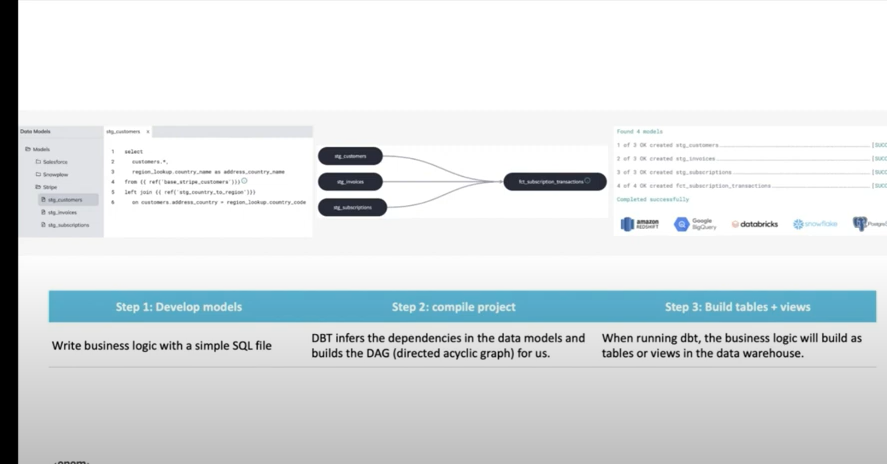 Data Models
Models
Salesforce
Snowplow
Stripe
stg_customers
stg_invoices
stg_subscriptions
stg_customers x
1 select
2 customers.*,
3 region_lookup.country_name as address_country_name
4 from {{ ref('base_stripe_customers')}}
5 left join {{ ref('stg_country_to_region')}}
6 on customers.address_country = region_lookup.country_code
stg_customers
stg_invoices
stg_subscriptions
fct_subscription_transactions
Found 4 models
1 of 3 OK created stg_customers [SUCC
2 of 3 OK created stg_invoices [SUCC
3 of 3 OK created stg_subscriptions [SUCC
4 of 4 OK created fct_subscription_transactions [SUCC
Completed successfully
amazon
REDSHIFT
Google
BigQuery
databricks
snowflake
Step 1: Develop models
Step 2: compile project
Step 3: Build tables + views
Write business logic with a simple SQL file
DBT infers the dependencies in the data models and
builds the DAG (directed acyclic graph) for us.
When running dbt, the business logic will build as
tables or views in the data warehouse.